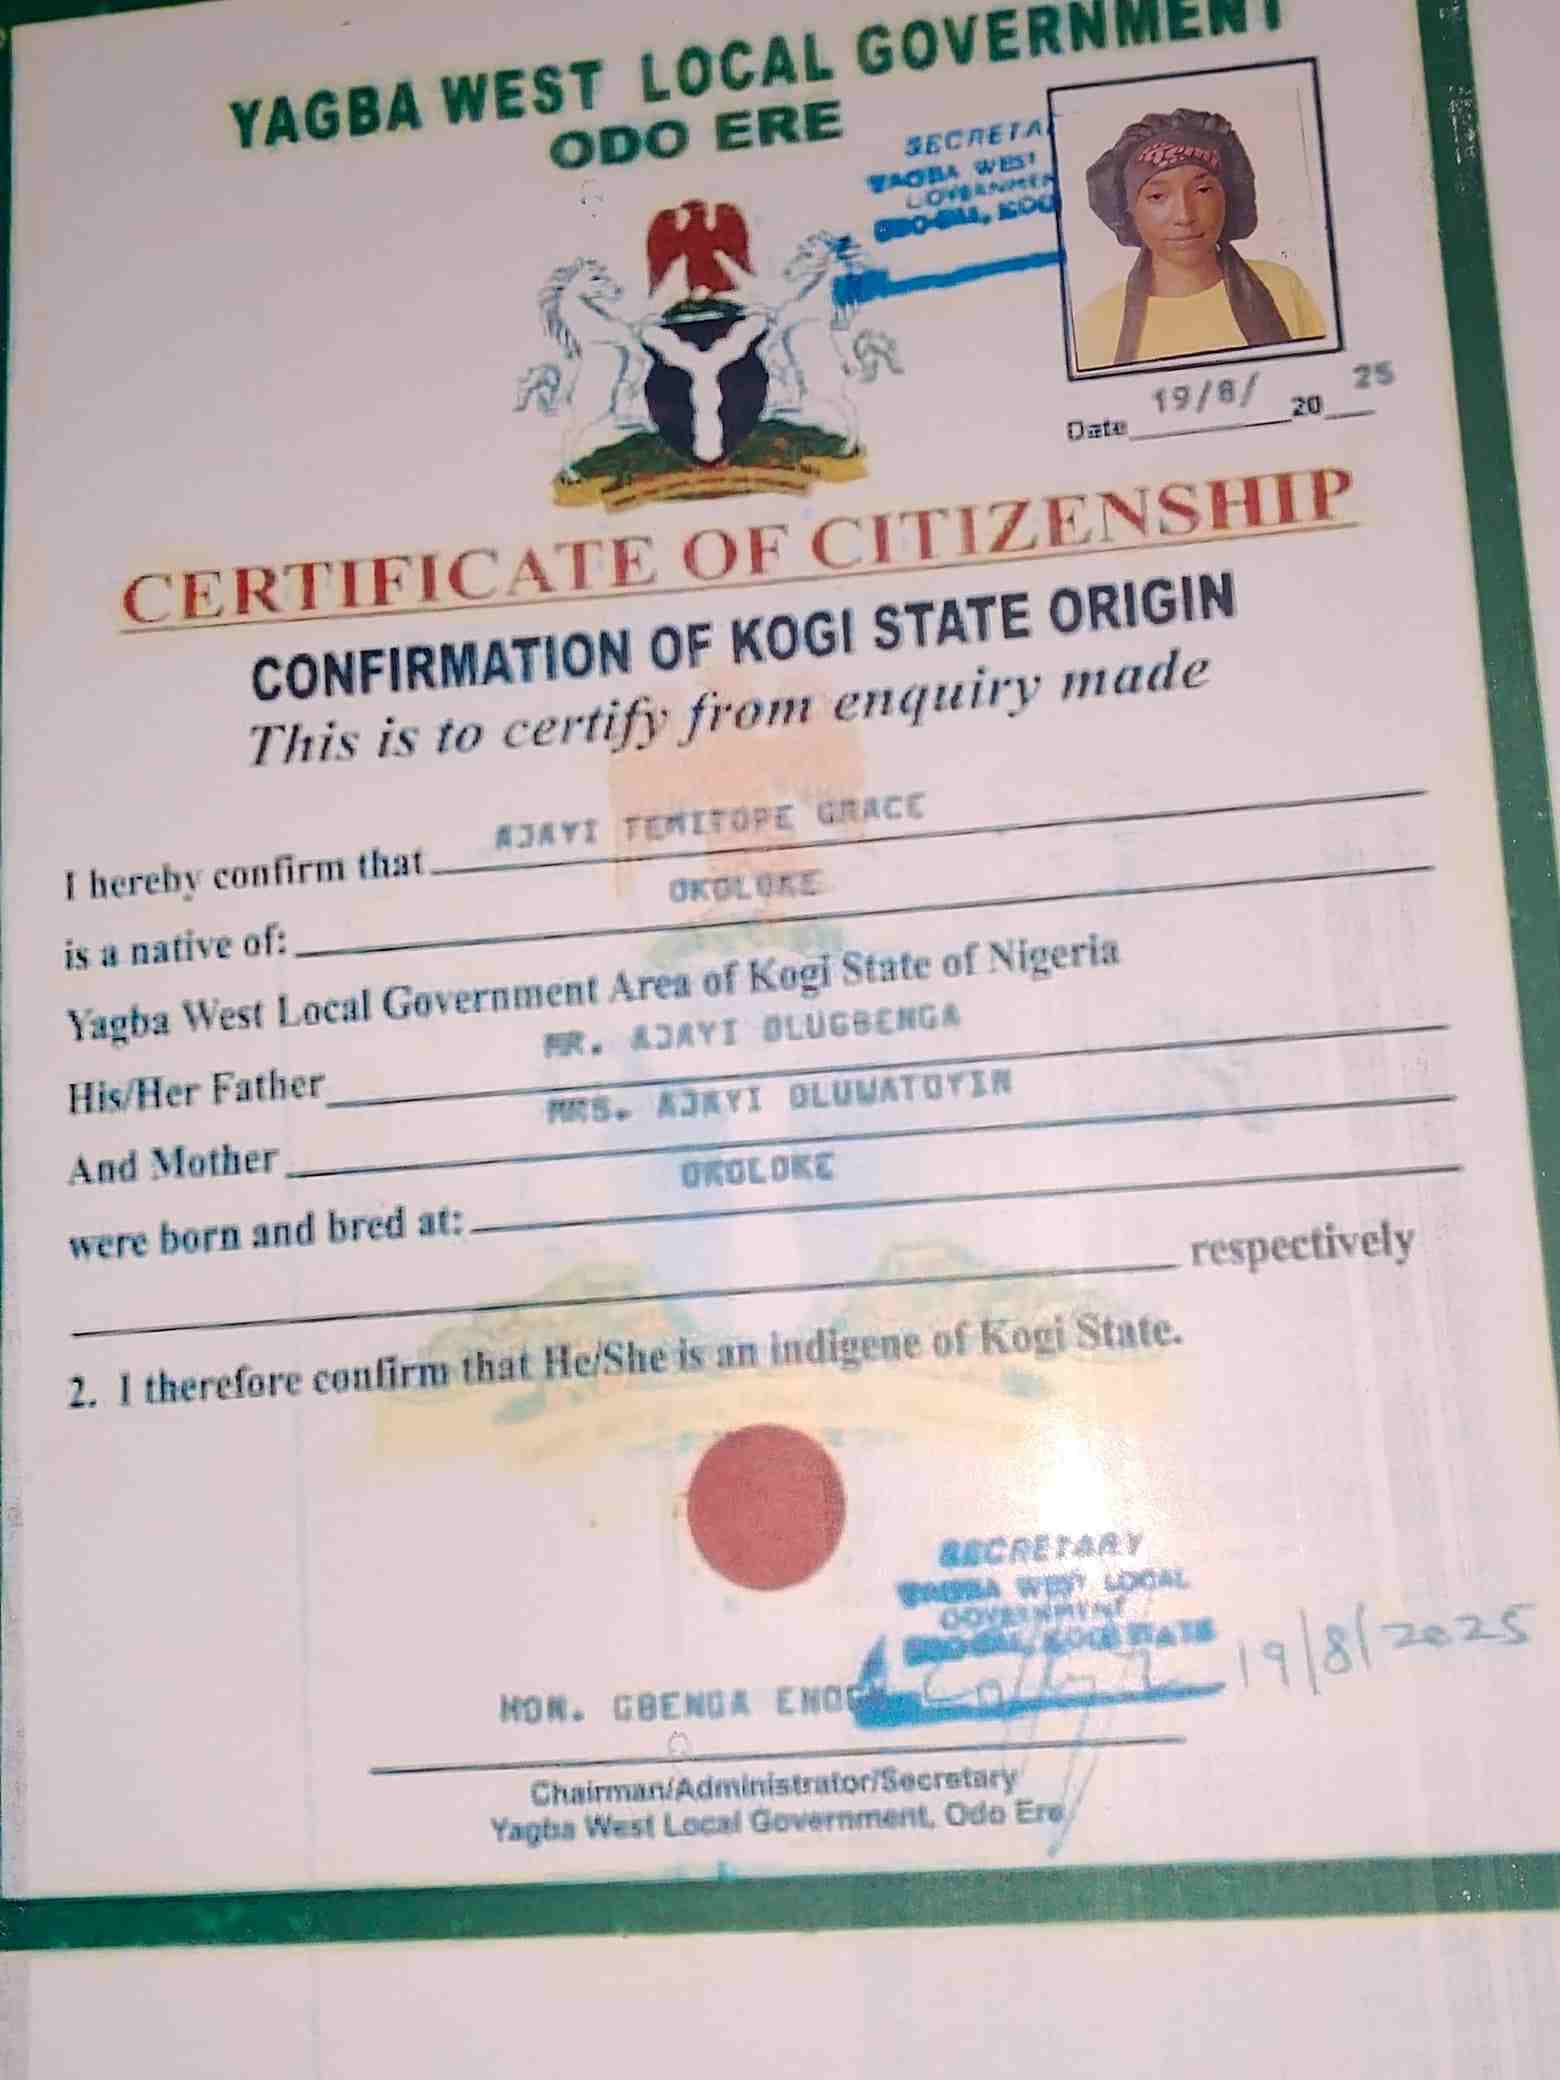 YAGBA WEST LOCAL GOVERNMENT
ODO ERE
SECRETA
YAGBA WEST
GOVERNMEN
Date 19/8/ 20 25
CERTIFICATE OF CITIZENSHIP
CONFIRMATION OF KOGI STATE ORIGIN
This is to certify from enquiry made
I hereby confirm that AJAYI TEMITOPE GRACE
is a native of: OKOLOKE
Yagba West Local Government Area of Kogi State of Nigeria
His/Her Father MR. AJAYI OLUGBENGA
And Mother MRS. AJAYI OLUWATOYIN
were born and bred at: OKOLOKE
respectively
2. I therefore confirm that He/She is an indigene of Kogi State.
SECRETARY
YAGBA WEST LOCAL
GOVERNMENT
KOGI STATE
19/8/2025
HON. GBENGA
Chairman/Administrator/Secretary
Yagba West Local Government, Odo Ere